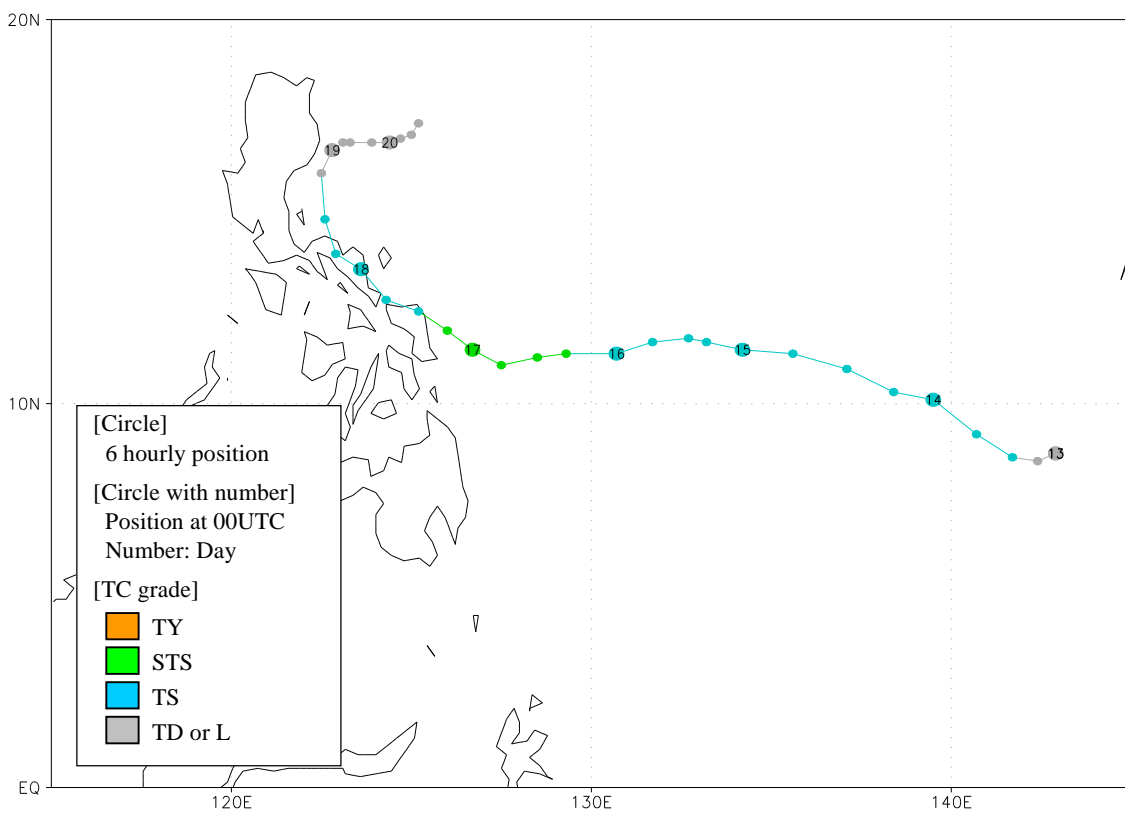 20N
20
19
18
17
16
15
14
13
10N
[Circle]
6 hourly position
[Circle with number]
Position at 00UTC
Number: Day
[TC grade]
TY
STS
TS
TD or L
EQ
120E 130E 140E